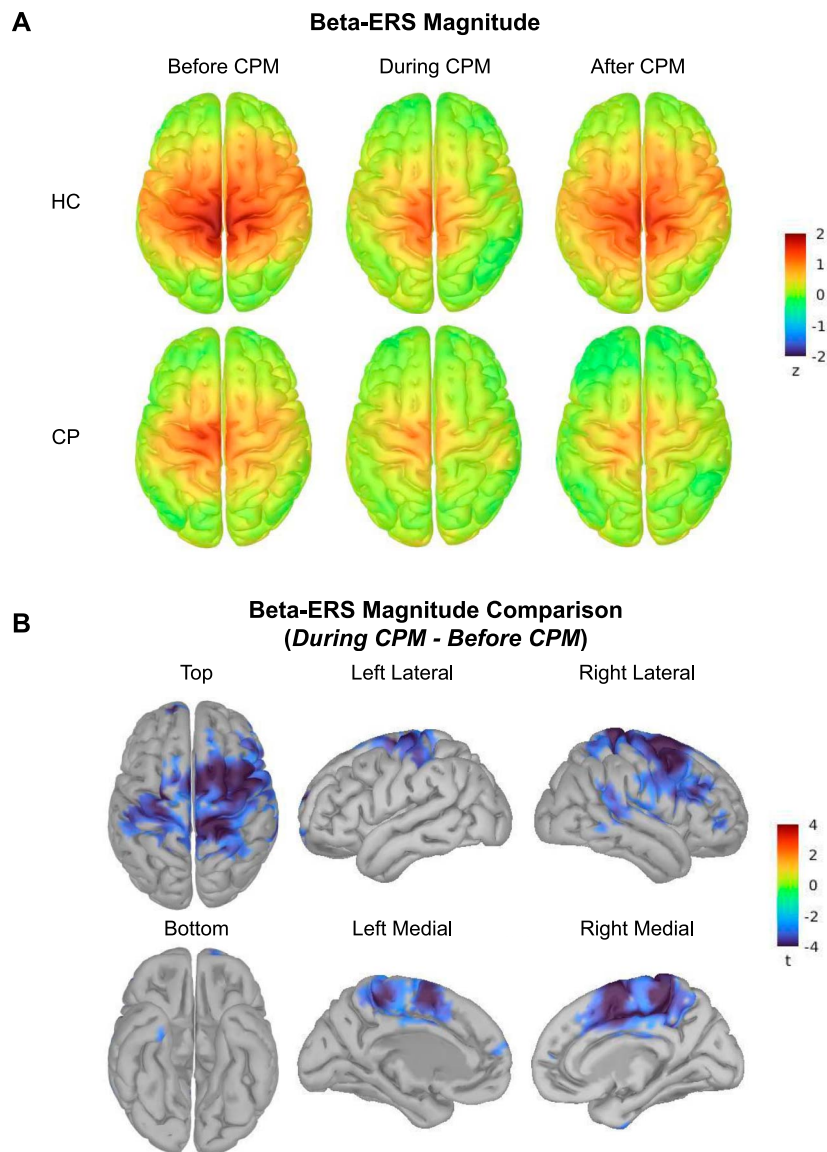 A
Beta-ERS Magnitude
Before CPM
During CPM
After CPM
HC
2
1
0
-1
-2
z
CP
B
Beta-ERS Magnitude Comparison
(During CPM - Before CPM)
Top
Left Lateral
Right Lateral
4
2
0
-2
-4
t
Bottom
Left Medial
Right Medial